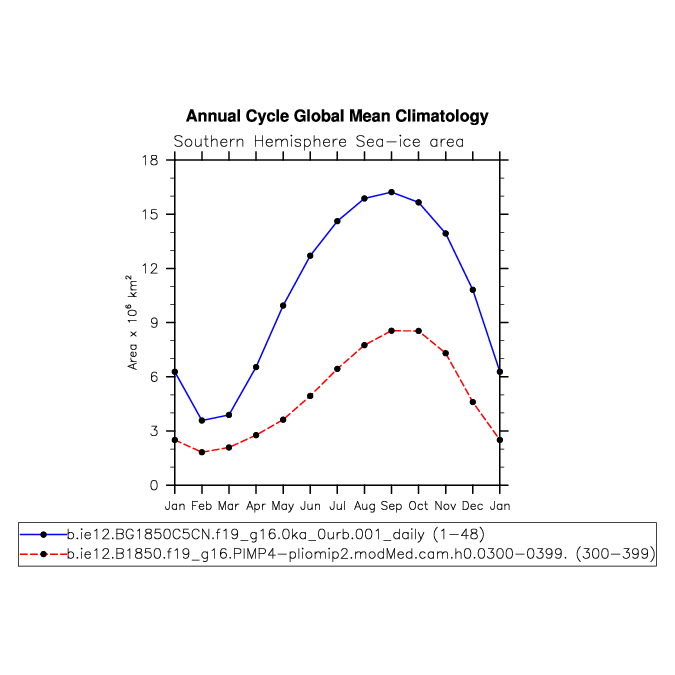 Annual Cycle Global Mean Climatology
Southern Hemisphere Sea-ice area
18
15
12
9
6
3
0
Area x 10⁶ km²
Jan Feb Mar Apr May Jun Jul Aug Sep Oct Nov Dec Jan
b.ie12.BG1850C5CN.f19_g16.0ka_0urb.001_daily (1-48)
b.ie12.B1850.f19_g16.PlMP4-pliomip2.modMed.cam.h0.0300-0399. (300-399)